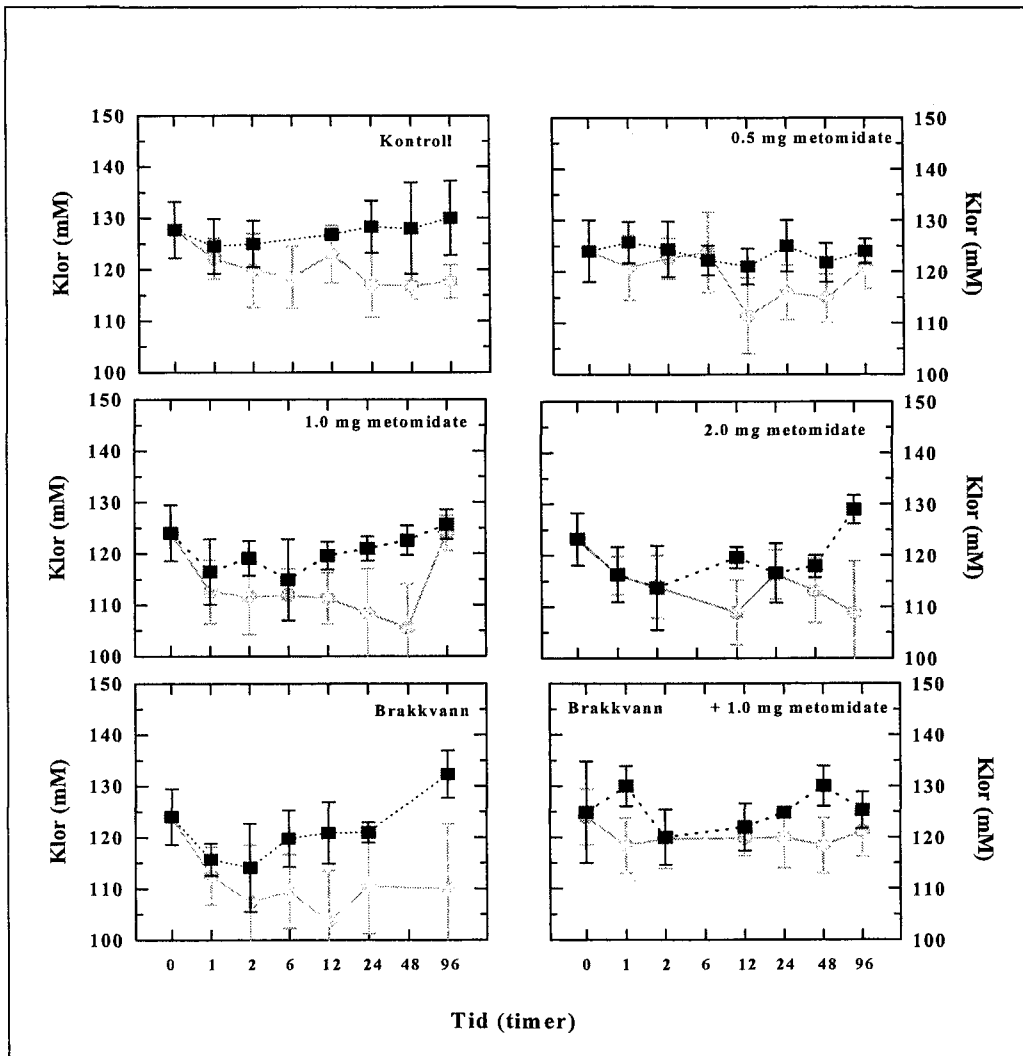 Kontroll
150
140
130
120
110
100
Klor (mM)
0.5 mg metomidate
150
140
130
120
110
100
Klor (mM)
1.0 mg metomidate
150
140
130
120
110
100
Klor (mM)
2.0 mg metomidate
150
140
130
120
110
100
Klor (mM)
Brakkvann
150
140
130
120
110
100
Klor (mM)
0 1 2 6 12 24 48 96
Brakkvann + 1.0 mg metomidate
150
140
130
120
110
100
Klor (mM)
0 1 2 6 12 24 48 96
Tid (timer)